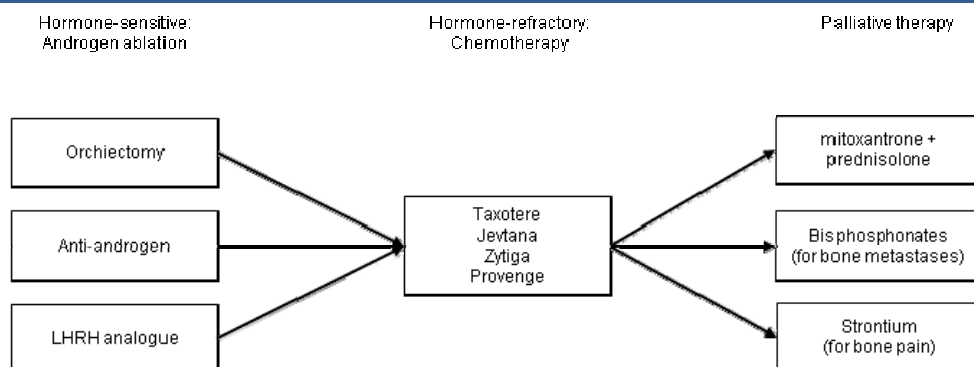 Hormone-sensitive:
Androgen ablation
Hormone-refractory:
Chemotherapy
Palliative therapy
Orchiectomy
Anti-androgen
LHRH analogue
Taxotere
Jevtana
Zytiga
Provenge
mitoxantrone +
prednisolone
Bisphosphonates
(for bone metastases)
Strontium
(for bone pain)